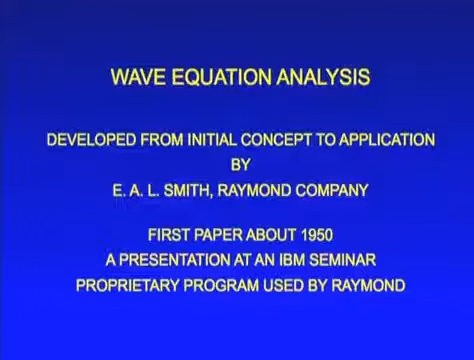 WAVE EQUATION ANALYSIS
DEVELOPED FROM INITIAL CONCEPT TO APPLICATION
BY
E. A. L. SMITH, RAYMOND COMPANY
FIRST PAPER ABOUT 1950
A PRESENTATION AT AN IBM SEMINAR
PROPRIETARY PROGRAM USED BY RAYMOND